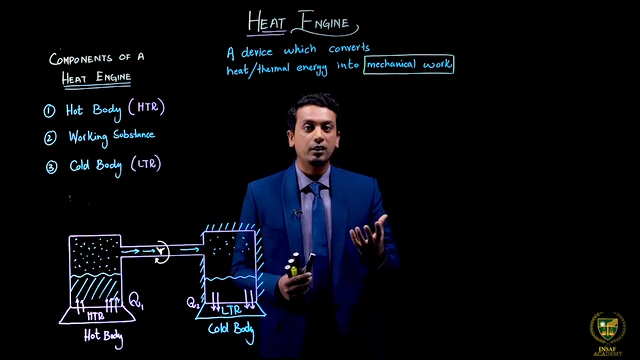 HEAT ENGINE
A device which converts
heat/thermal energy into mechanical work
COMPONENTS OF A
HEAT ENGINE
1 Hot Body (HTR)
2 Working Substance
3 Cold Body (LTR)
Q1
HTR
Hot Body
Q2
LTR
Cold Body
INSAF
ACADEMY